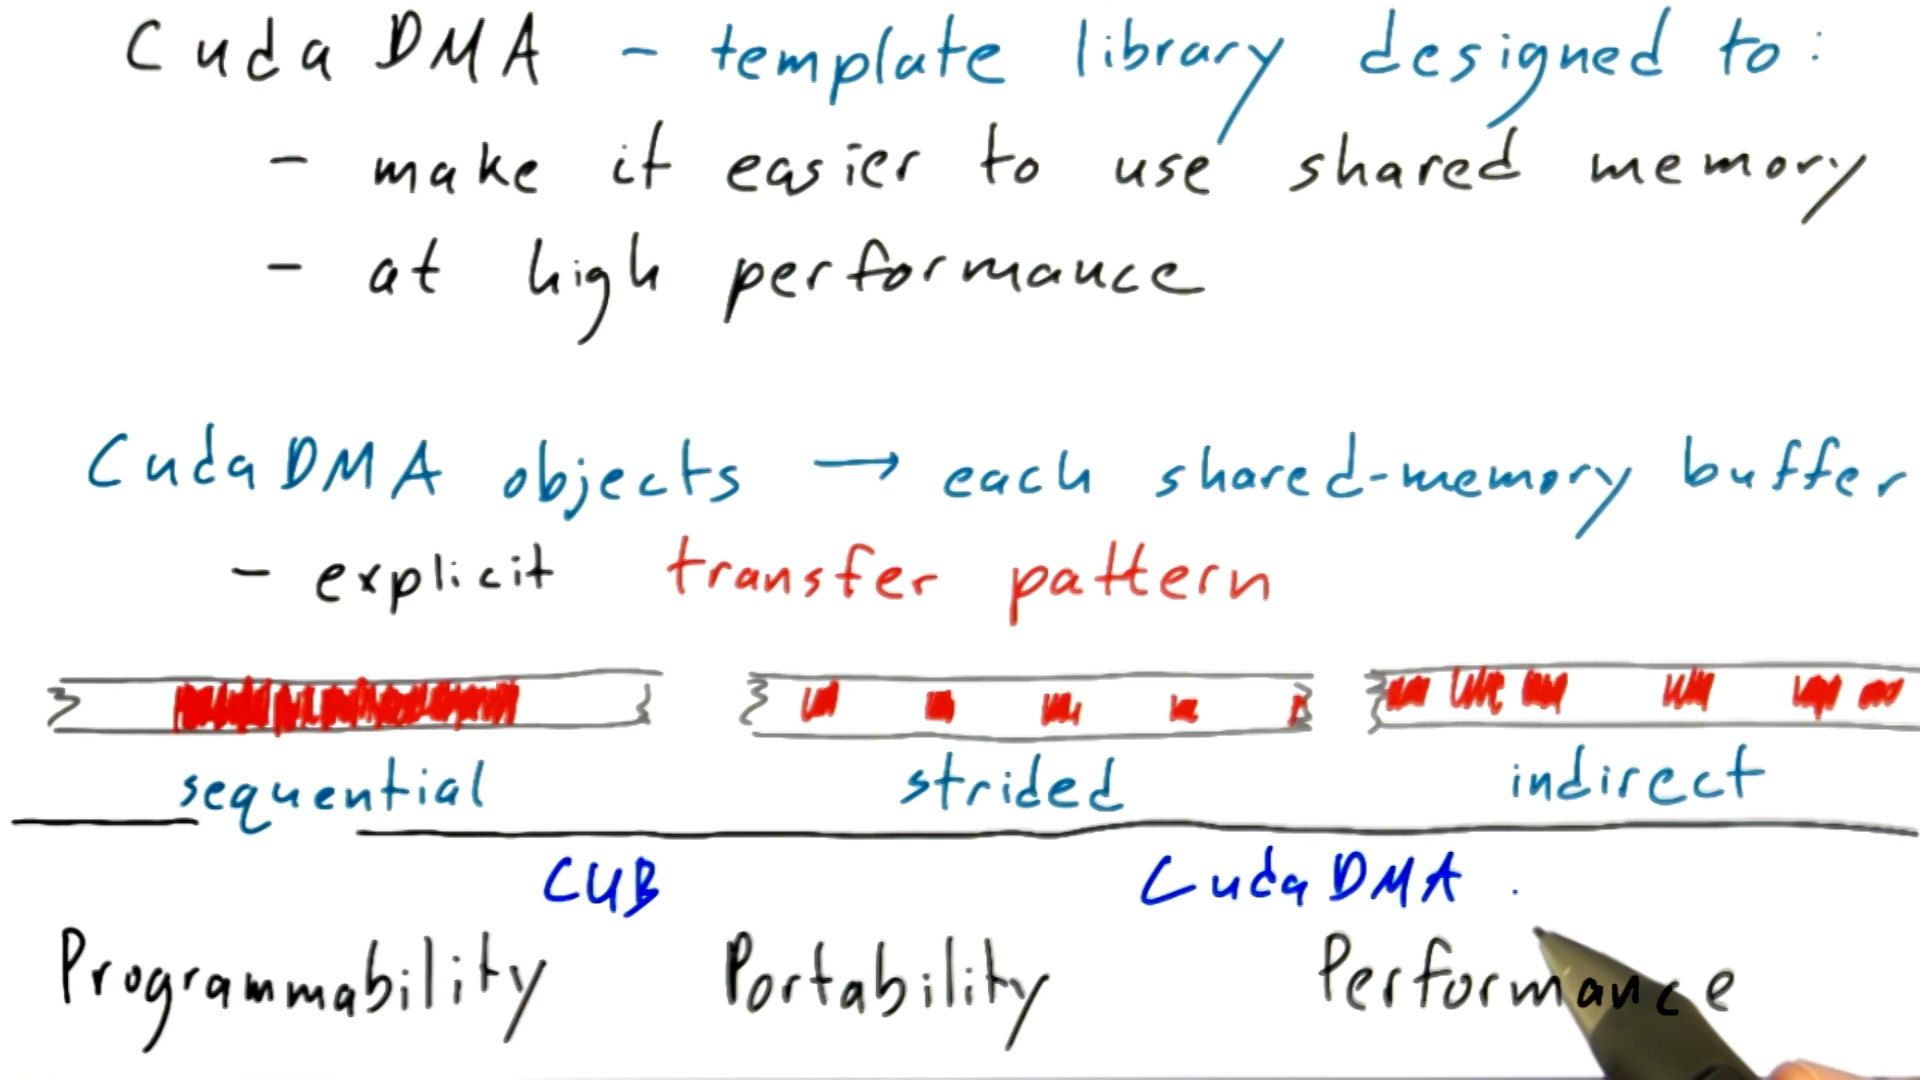 CudaDMA - template library designed to:
- make it easier to use shared memory
- at high performance
CudaDMA objects → each shared-memory buffer
- explicit transfer pattern
sequential strided indirect
CUB CudaDMA
Programmability Portability Performance